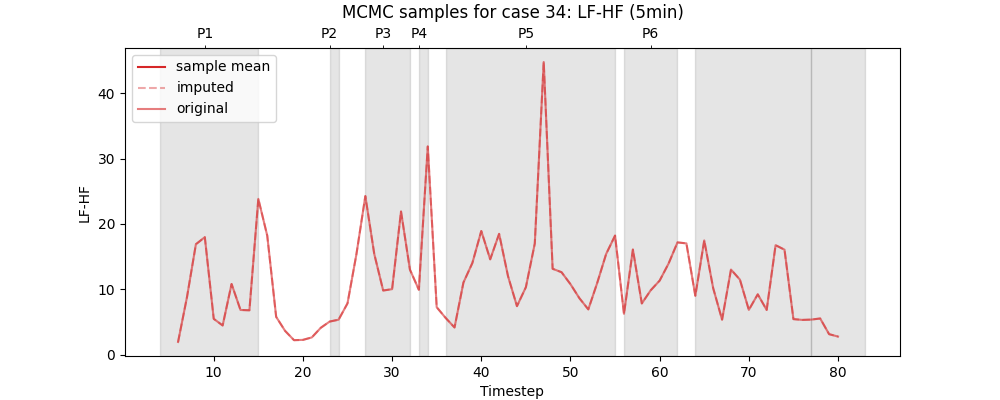 MCMC samples for case 34: LF-HF (5min)
P1 P2 P3 P4 P5 P6
sample mean
imputed
original
LF-HF
40
30
20
10
0
10 20 30 40 50 60 70 80
Timestep